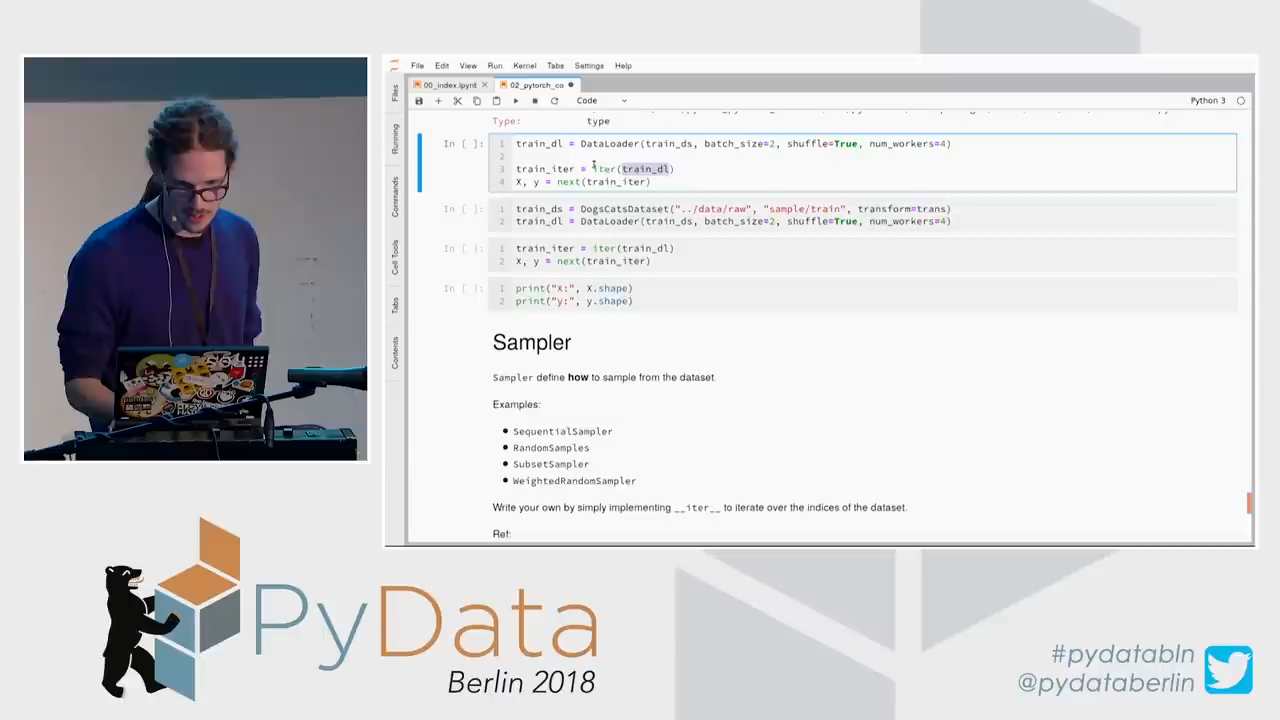 File Edit View Run Kernel Tabs Settings Help
00_index.ipynt × 02_pytorch_co
Code
Python 3
Files
Running
Commands
Cell Tools
Tabs
Contents
Type: type
In [ ]:
1 train_dl = DataLoader(train_ds, batch_size=2, shuffle=True, num_workers=4)
2
3 train_iter = iter(train_dl)
4 X, y = next(train_iter)
In [ ]:
1 train_ds = DogsCatsDataset("../data/raw", "sample/train", transform=trans)
2 train_dl = DataLoader(train_ds, batch_size=2, shuffle=True, num_workers=4)
In [ ]:
1 train_iter = iter(train_dl)
2 X, y = next(train_iter)
In [ ]:
1 print("X:", X.shape)
2 print("y:", y.shape)
Sampler
Sampler define how to sample from the dataset.
Examples:
SequentialSampler
RandomSamples
SubsetSampler
WeightedRandomSampler
Write your own by simply implementing __iter__ to iterate over the indices of the dataset.
Ref:
PyData
Berlin 2018
#pydatabln
@pydataberlin